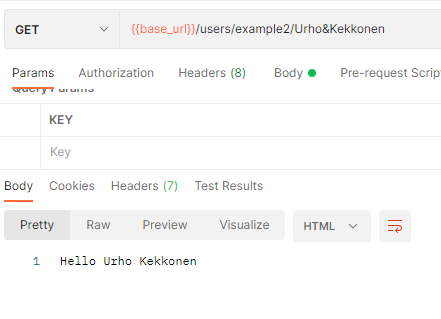 GET {{base_url}}/users/example2/Urho&Kekkonen
Params Authorization Headers (8) Body Pre-request Script
Query Params
KEY
Key
Body Cookies Headers (7) Test Results
Pretty Raw Preview Visualize HTML
1 Hello Urho Kekkonen